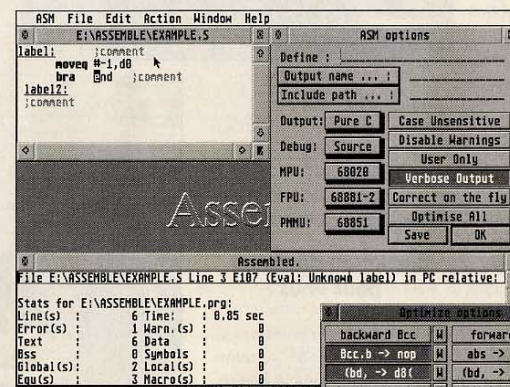 ASM File Edit Action Window Help
E:\ASSEMBLE\EXAMPLE.S
label: ;comment
moveq #-1,d0
bra End ;comment
label2:
;comment
ASM options
Define :
Output name ... :
Include path ... :
Output: Pure C
Case Unsensitive
Debug: Source
Disable Warnings
User Only
MPU: 68020
Verbose Output
FPU: 68881-2
Correct on the fly
PMMU: 68851
Optimise All
Save OK
Asse
Assembled.
File E:\ASSEMBLE\EXAMPLE.S Line 3 E107 (Eval: Unknown label) in PC relative:
Stats for E:\ASSEMBLE\EXAMPLE.prg:
Line(s) : 6 Time: : 0.85 sec
Error(s) : 1 Warn.(s) : 0
Text : 6 Data : 0
Bss : 0 Symbols : 0
Global(s): 2 Local(s) : 0
Equ(s) : 3 Macro(s) : 0
Optimize options
backward Bcc W forwar
Bcc.b -> nop W abs ->
(bd, -> d8( W (bd, ->